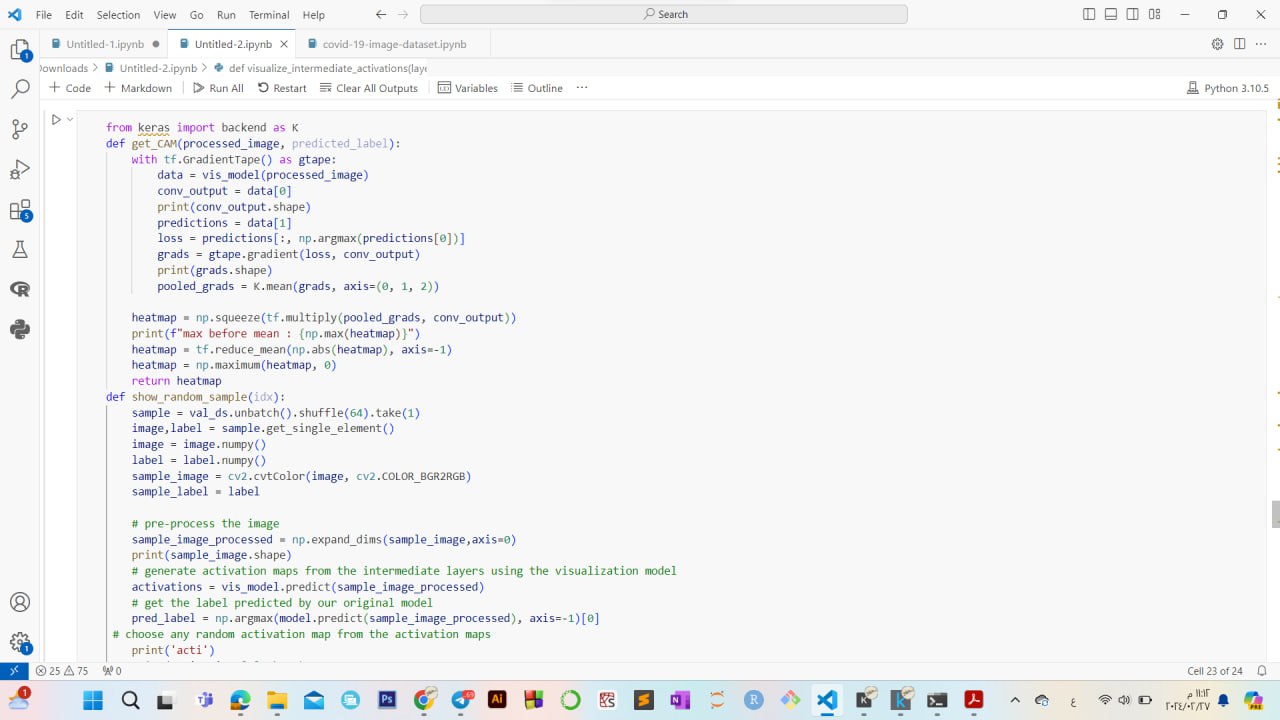 File Edit Selection View Go Run Terminal Help
Search
Untitled-1.ipynb
Untitled-2.ipynb
covid-19-image-dataset.ipynb
Downloads > Untitled-2.ipynb > def visualize_intermediate_activations(laye
+ Code + Markdown Run All Restart Clear All Outputs Variables Outline ... Python 3.10.5
from keras import backend as K
def get_CAM(processed_image, predicted_label):
with tf.GradientTape() as gtape:
data = vis_model(processed_image)
conv_output = data[0]
print(conv_output.shape)
predictions = data[1]
loss = predictions[:, np.argmax(predictions[0])]
grads = gtape.gradient(loss, conv_output)
print(grads.shape)
pooled_grads = K.mean(grads, axis=(0, 1, 2))
heatmap = np.squeeze(tf.multiply(pooled_grads, conv_output))
print(f"max before mean : {np.max(heatmap)}")
heatmap = tf.reduce_mean(np.abs(heatmap), axis=-1)
heatmap = np.maximum(heatmap, 0)
return heatmap
def show_random_sample(idx):
sample = val_ds.unbatch().shuffle(64).take(1)
image,label = sample.get_single_element()
image = image.numpy()
label = label.numpy()
sample_image = cv2.cvtColor(image, cv2.COLOR_BGR2RGB)
sample_label = label
# pre-process the image
sample_image_processed = np.expand_dims(sample_image,axis=0)
print(sample_image.shape)
# generate activation maps from the intermediate layers using the visualization model
activations = vis_model.predict(sample_image_processed)
# get the label predicted by our original model
pred_label = np.argmax(model.predict(sample_image_processed), axis=-1)[0]
# choose any random activation map from the activation maps
print('acti')
25 75 0
Cell 23 of 24
ع